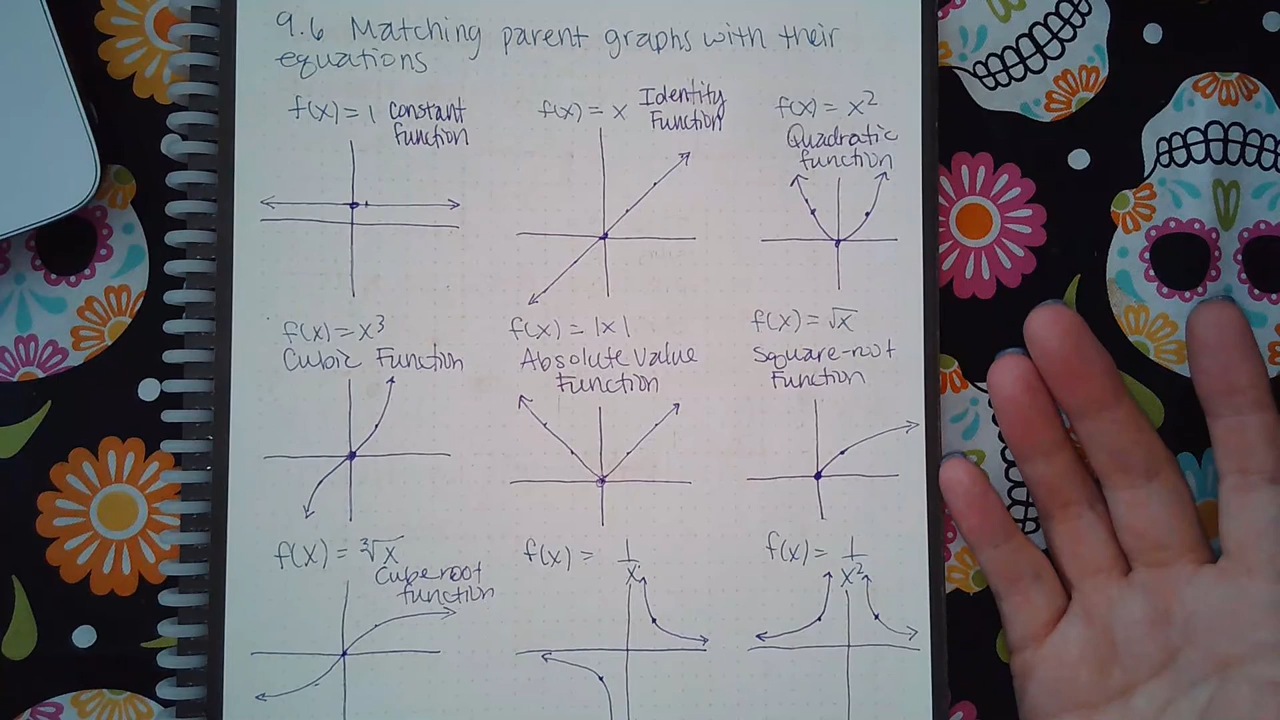 9.6 Matching parent graphs with their
equations
f(x) = 1 Constant
Function
f(x) = x Identity
Function
f(x) = x²
Quadratic
function
f(x) = x³
Cubic Function
f(x) = |x|
Absolute Value
Function
f(x) = √x
Square-root
Function
f(x) = ∛x
Cube root
function
f(x) = 1/x
f(x) = 1/x²